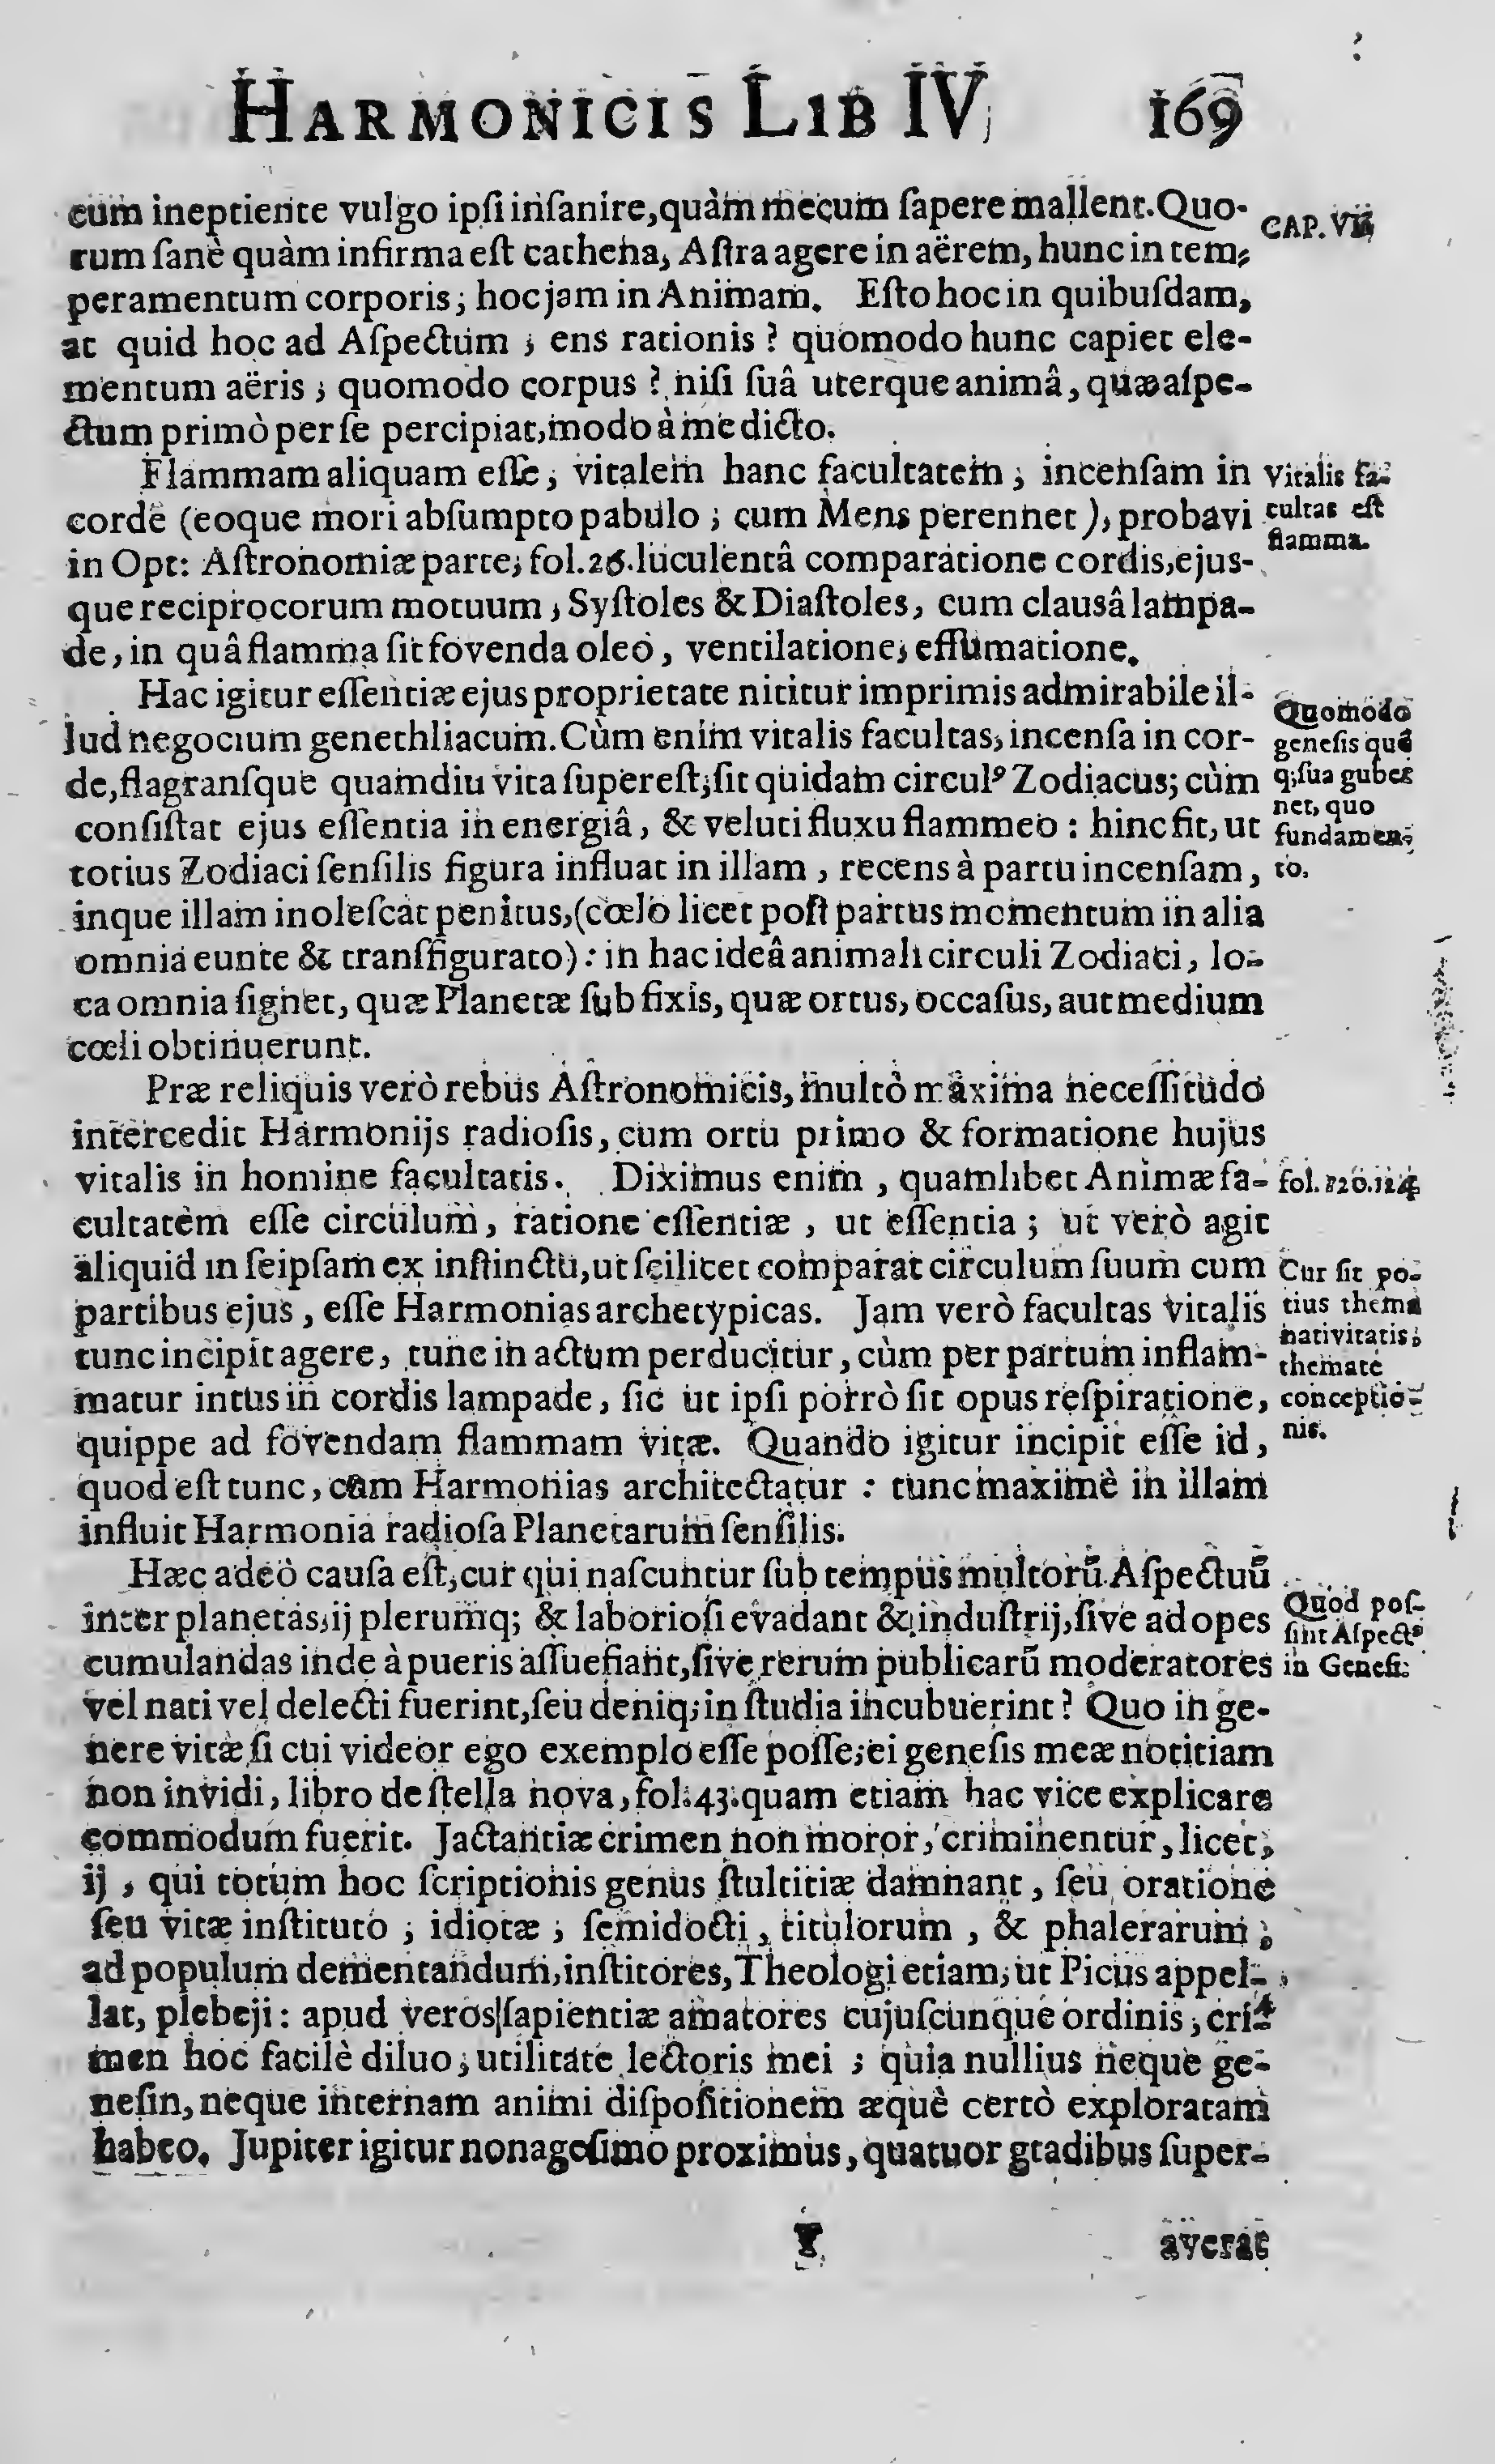 HARMONICIS LIB IV. 169
cum ineptiente vulgo ipſi inſanire, quàm mecum ſapere mallent. Quo-
CAP. VII
rum ſanè quàm infirma eſt cathena, Aſtra agere in aërem, hunc in tem-
peramentum corporis; hoc jam in Animam. Eſto hoc in quibuſdam,
at quid hoc ad Aſpectum, ens rationis? quomodo hunc capiet ele-
mentum aëris, quomodo corpus? niſi ſuâ uterque animâ, quæ aſpe-
ctum primò per ſe percipiat, modo à me dicto.
Flammam aliquam eſſe, vitalem hanc facultatem, incenſam in
corde (eoque mori abſumpto pabulo, cum Mens perennet), probavi
in Opt: Aſtronomiæ parte, fol. 26. luculentâ comparatione cordis, ejus-
que reciprocorum motuum, Syſtoles & Diaſtoles, cum clausâ lampa-
de, in quâ flamma ſit fovenda oleo, ventilatione, effumatione.
Vitalis fa-
cultas eſt
flamma.
Hac igitur eſſentiæ ejus proprietate nititur imprimis admirabile il-
lud negocium genethliacum. Cùm enim vitalis facultas, incenſa in cor-
de, flagranſque quamdiu vita ſupereſt, ſit quidam circulꝰ Zodiacus; cùm
conſiſtat ejus eſſentia in energiâ, & veluti fluxu flammeo: hinc fit, ut
totius Zodiaci ſenſilis figura influat in illam, recens à partu incenſam,
inque illam inoleſcat penitus, (cœlo licet poſt partus momentum in alia
omnia eunte & tranſfigurato): in hac ideâ animali circuli Zodiaci, lo-
ca omnia ſignet, quæ Planetæ ſub fixis, quæ ortus, occaſus, aut medium
cœli obtinuerunt.
Quomodo
geneſis quē
q; ſua guber
net, quo
fundamen-
to.
Præ reliquis verò rebus Aſtronomicis, multò maxima neceſſitudo
intercedit Harmonijs radioſis, cum ortu primo & formatione hujus
vitalis in homine facultatis. Diximus enim, quamlibet Animæ fa-
cultatem eſſe circulum, ratione eſſentiæ, ut eſſentia; ut verò agit
aliquid in ſeipſam ex inſtinctu, ut ſcilicet comparat circulum ſuum cum
partibus ejus, eſſe Harmonias archetypicas. Jam verò facultas vitalis
tunc incipit agere, tunc in actum perducitur, cùm per partum inflam-
matur intus in cordis lampade, ſic ut ipſi porrò ſit opus reſpiratione,
quippe ad fovendam flammam vitæ. Quando igitur incipit eſſe id,
quod eſt tunc, cum Harmonias architectatur: tunc maximè in illam
influit Harmonia radioſa Planetarum ſenſilis.
fol. 120.124
Cur ſit po-
tius thema
nativitatis,
themate
conceptio-
nis.
Hæc adeò cauſa eſt, cur qui naſcuntur ſub tempus multorū Aſpectuū
inter planetas, ij plerumq; & laborioſi evadant & induſtrij, ſive ad opes
cumulandas inde à pueris aſſuefiant, ſive rerum publicarū moderatores
vel nati vel delecti fuerint, ſeu deniq; in ſtudia incubuerint? Quo in ge-
nere vitæ, ſi cui videor ego exemplo eſſe poſſe, ei geneſis meæ notitiam
non invidi, libro de ſtella nova, fol. 43. quam etiam hac vice explicare
commodum fuerit. Jactantiæ crimen non moror, criminentur, licet,
ij, qui totum hoc ſcriptionis genus ſtultitiæ damnant, ſeu oratione
ſeu vitæ inſtituto, idiotæ, ſemidocti, titulorum, & phalerarum,
ad populum dementandum, inſtitores, Theologi etiam, ut Picus appel-
lat, plebeji: apud veros ſapientiæ amatores cujuſcunque ordinis, cri-
men hoc facilè diluo, utilitate lectoris mei; quia nullius neque ge-
neſin, neque internam animi diſpoſitionem æquè certò exploratam
habeo. Jupiter igitur nonageſimo proximus, quatuor gradibus ſuper-
Quod poſ-
ſint Aſpectꝰ
in Geneſi.
Y
averat